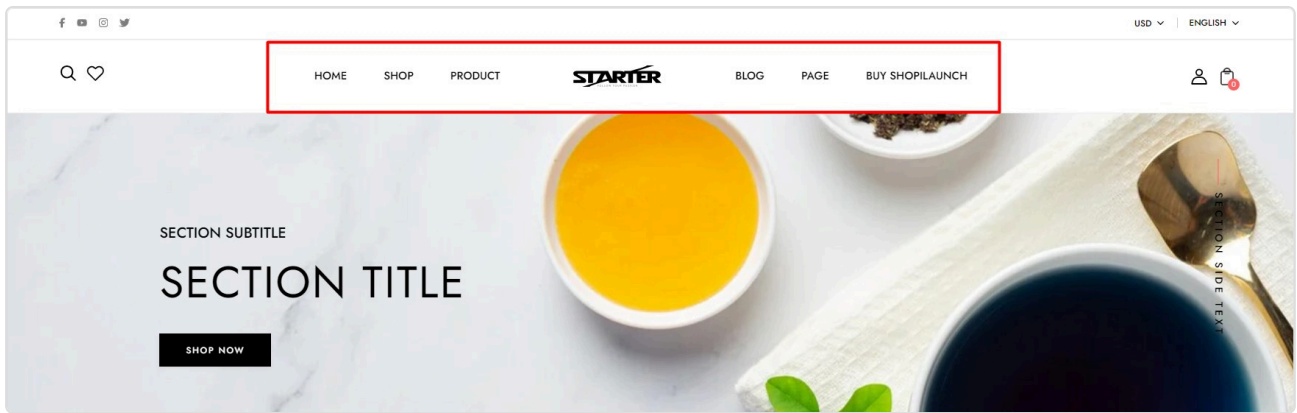 USD ENGLISH
HOME SHOP PRODUCT STARTER BLOG PAGE BUY SHOPILAUNCH
0
SECTION SUBTITLE
SECTION TITLE
SHOP NOW
SECTION SIDE TEXT